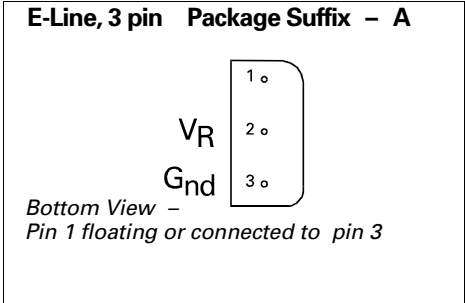 E-Line, 3 pin Package Suffix – A
1
VR 2
Gnd 3
Bottom View –
Pin 1 floating or connected to pin 3